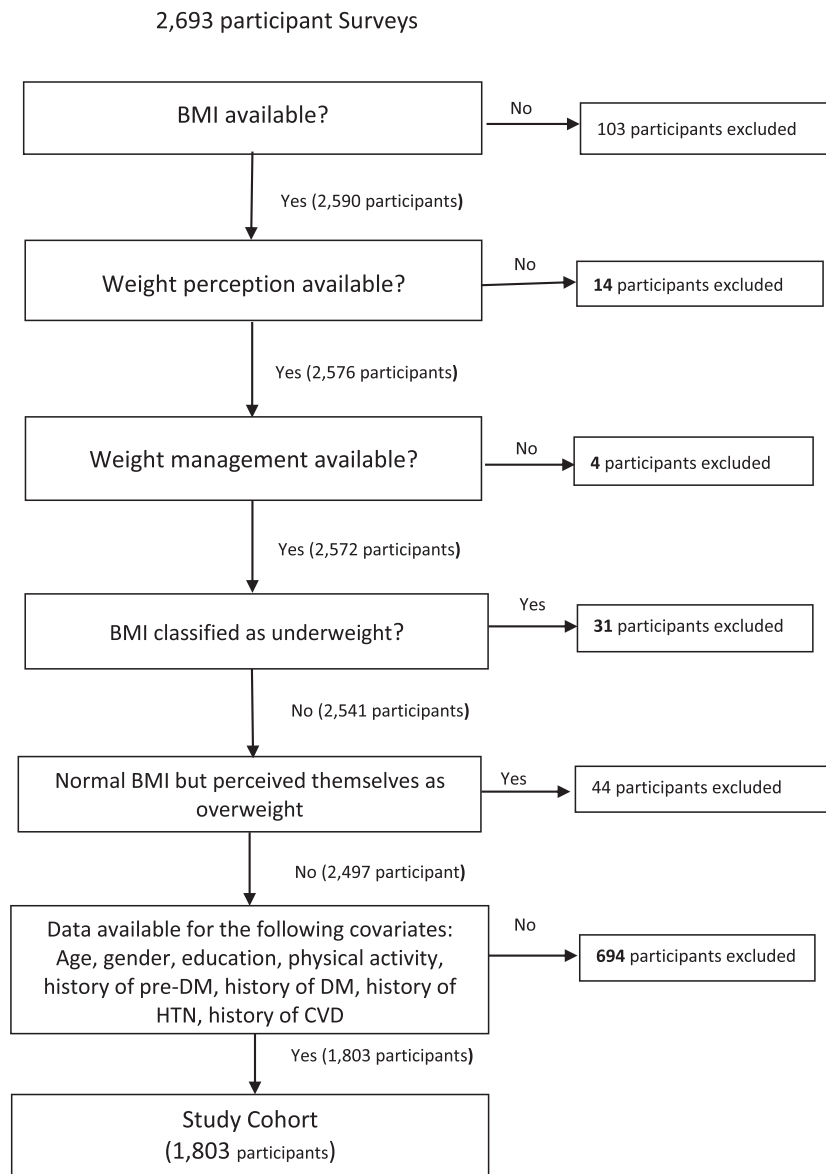 2,693 participant Surveys
BMI available?
No
103 participants excluded
Yes (2,590 participants)
Weight perception available?
No
14 participants excluded
Yes (2,576 participants)
Weight management available?
No
4 participants excluded
Yes (2,572 participants)
BMI classified as underweight?
Yes
31 participants excluded
No (2,541 participants)
Normal BMI but perceived themselves as
overweight
Yes
44 participants excluded
No (2,497 participant)
Data available for the following covariates:
Age, gender, education, physical activity,
history of pre-DM, history of DM, history of
HTN, history of CVD
No
694 participants excluded
Yes (1,803 participants)
Study Cohort
(1,803 participants)